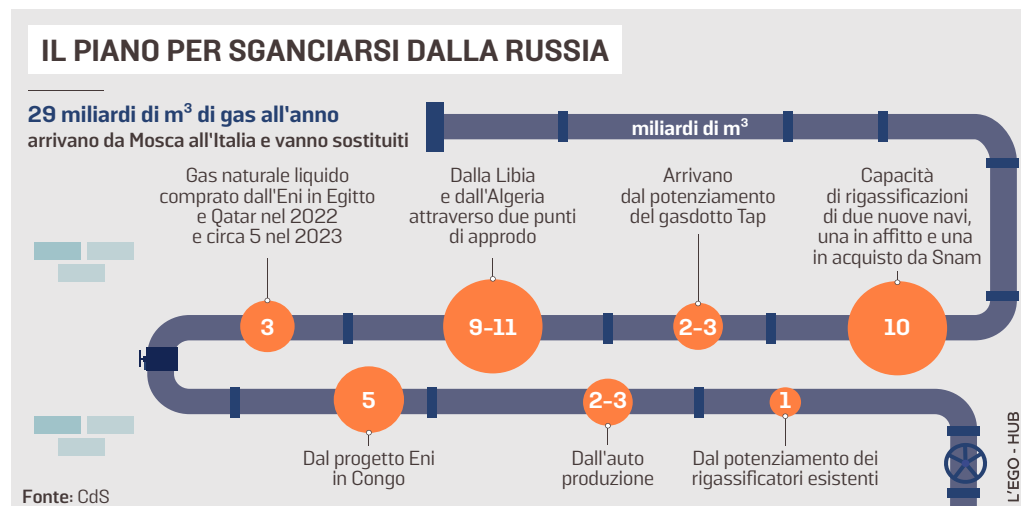 IL PIANO PER SGANCIARSI DALLA RUSSIA
29 miliardi di m³ di gas all'anno
arrivano da Mosca all'Italia e vanno sostituiti
miliardi di m³
Gas naturale liquido
comprato dall'Eni in Egitto
e Qatar nel 2022
e circa 5 nel 2023
Dalla Libia
e dall'Algeria
attraverso due punti
di approdo
Arrivano
dal potenziamento
del gasdotto Tap
Capacità
di rigassificazioni
di due nuove navi,
una in affitto e una
in acquisto da Snam
3
9-11
2-3
10
5
2-3
1
Dal progetto Eni
in Congo
Dall'auto
produzione
Dal potenziamento dei
rigassificatori esistenti
Fonte: CdS
L'EGO - HUB